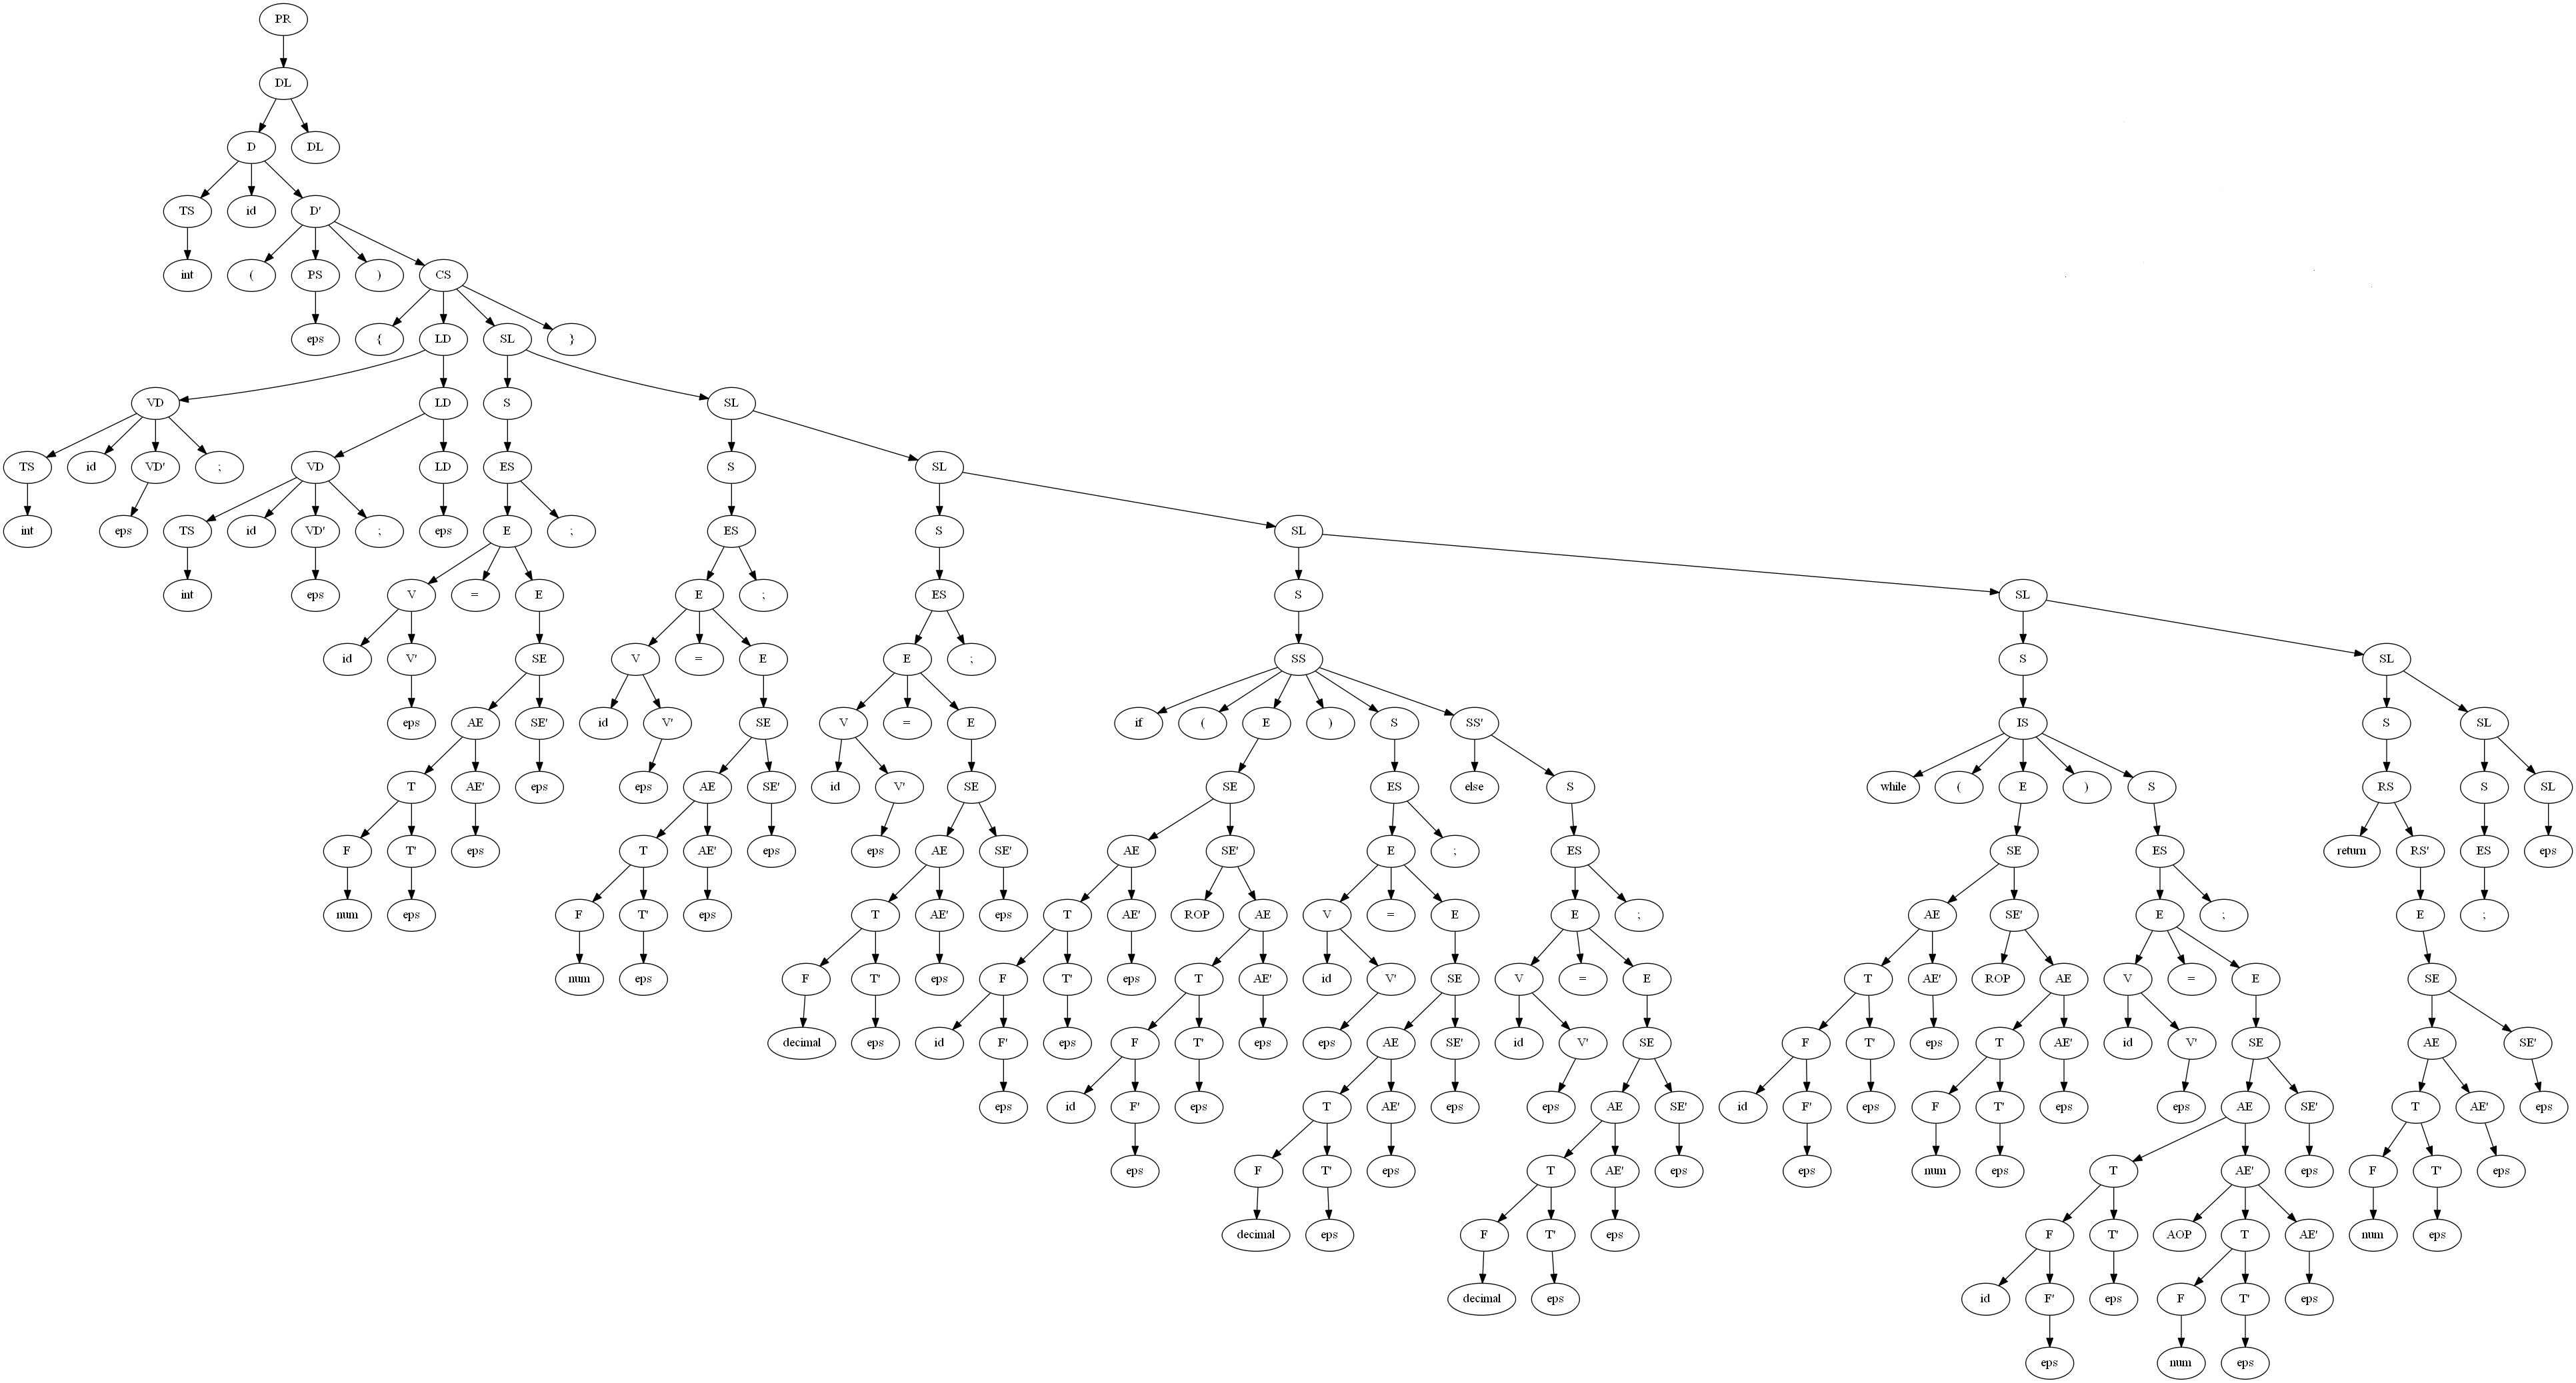 PR
DL
D DL
TS id D'
int ( PS ) CS
eps { LD SL }
VD LD S SL
TS id VD' ; VD LD ES S SL
int eps TS id VD' ; eps E ; ES S SL
int eps V = E E ; ES S SL
id V' SE V = E E ; SS S SL
eps AE SE' id V' SE V = E if ( E ) S SS' IS S SL
T AE' eps eps AE SE' id V' SE SE ES else S while ( E ) S RS S SL
F T' eps T AE' eps eps AE SE' AE SE' E ; ES SE ES return RS' ES eps
num eps F T' eps T AE' eps T AE' ROP AE V = E E ; AE SE' E ; E ;
num eps F T' eps F T' eps T AE' id V' SE V = E T AE' ROP AE V = E SE
decimal eps id F' eps F T' eps eps AE SE' id V' SE F T' eps T AE' id V' SE AE SE'
eps id F' eps T AE' eps eps AE SE' id F' eps F T' eps eps AE SE' T AE' eps
eps F T' eps T AE' eps eps num eps T AE' eps F T' eps
decimal eps F T' eps F T' AOP T AE' num eps
decimal eps id F' eps F T' eps
eps num eps